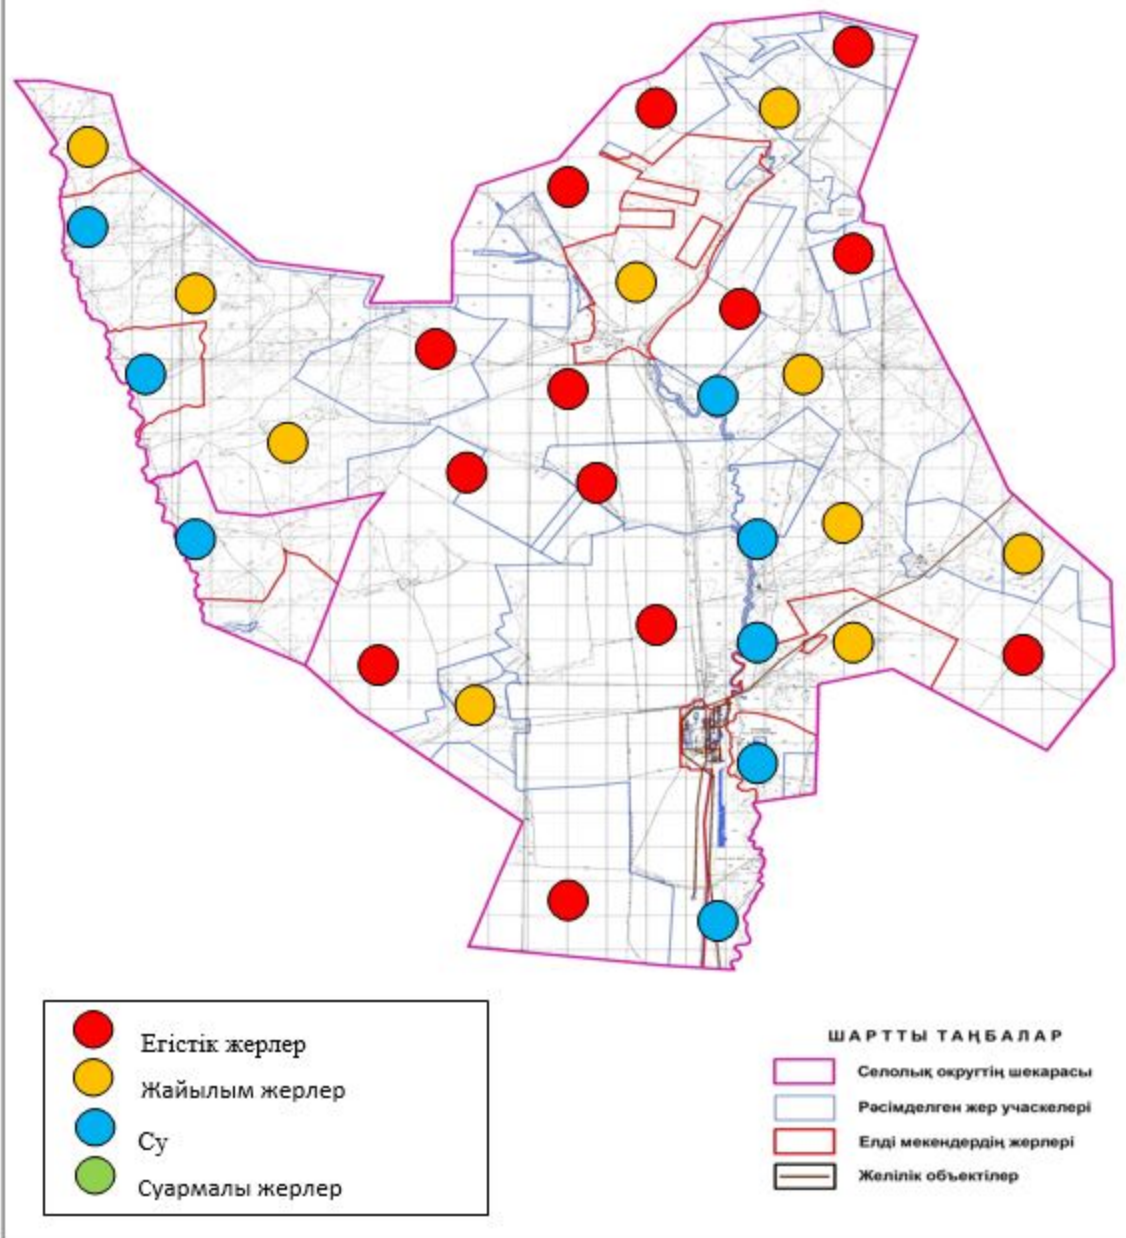 Егістік жерлер
Жайылым жерлер
Су
Суармалы жерлер
ШАРТТЫ ТАҢБАЛАР
Селолық округтің шекарасы
Рәсімделген жер учаскелері
Елді мекендердің жерлері
Желілік объектілер